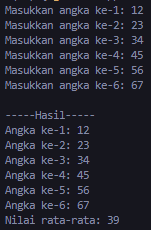 Masukkan angka ke-1: 12
Masukkan angka ke-2: 23
Masukkan angka ke-3: 34
Masukkan angka ke-4: 45
Masukkan angka ke-5: 56
Masukkan angka ke-6: 67
-----Hasil-----
Angka ke-1: 12
Angka ke-2: 23
Angka ke-3: 34
Angka ke-4: 45
Angka ke-5: 56
Angka ke-6: 67
Nilai rata-rata: 39